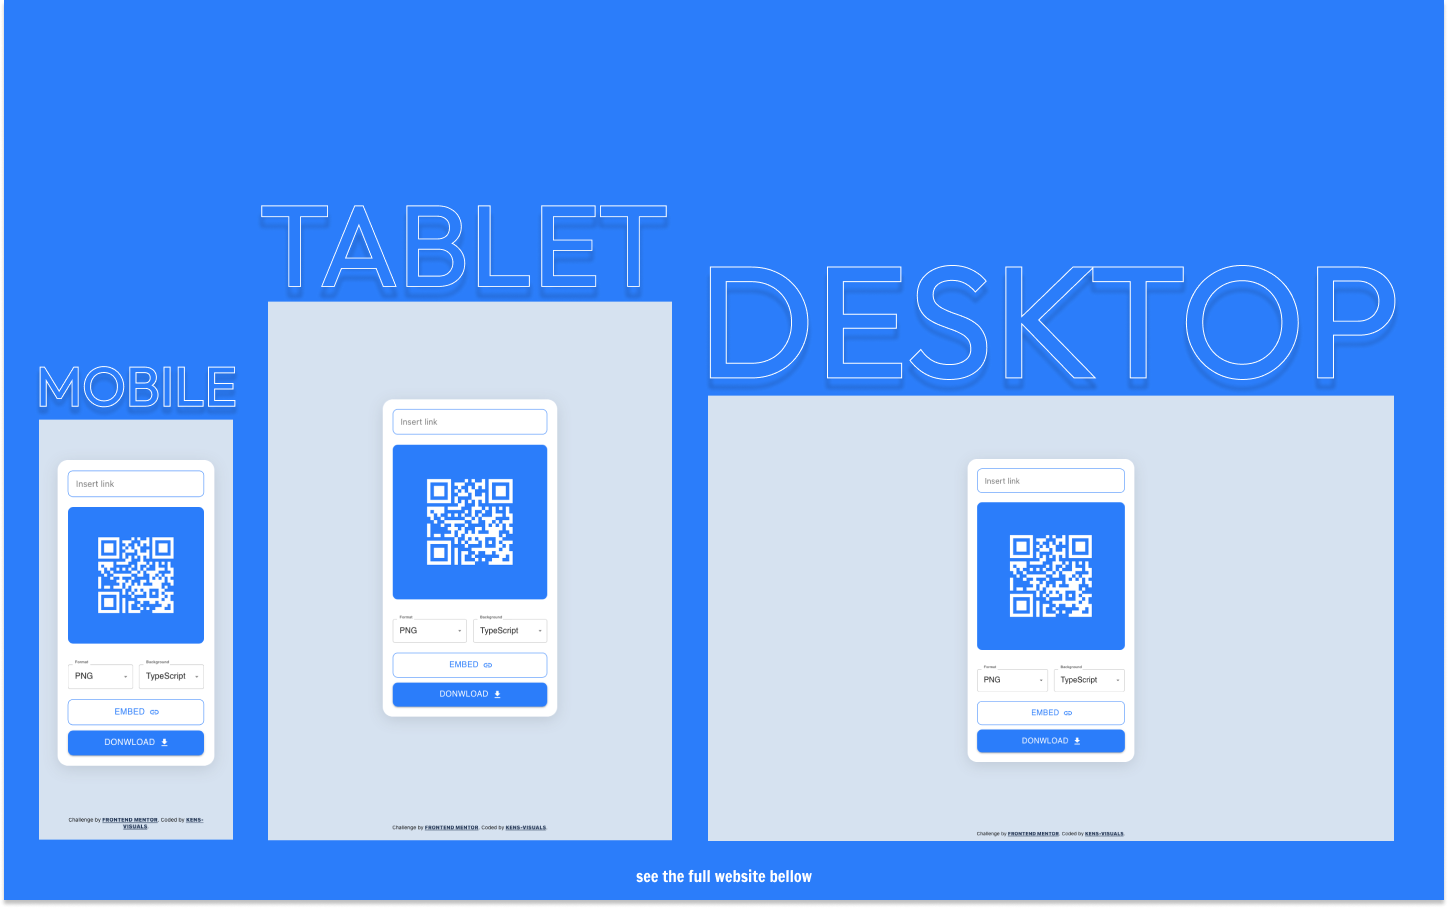 TABLET
DESKTOP
MOBILE
Insert link
Format
Background
PNG
TypeScript
EMBED
DONWLOAD
Challenge by FRONTEND MENTOR. Coded by KENS-
VISUALS.
Insert link
Format
Background
PNG
TypeScript
EMBED
DONWLOAD
Challenge by FRONTEND MENTOR. Coded by KENS-VISUALS.
Insert link
Format
Background
PNG
TypeScript
EMBED
DONWLOAD
Challenge by FRONTEND MENTOR. Coded by KENS-VISUALS.
see the full website bellow